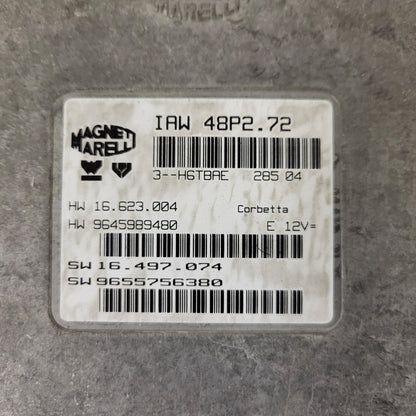 MARELLI
MAGNETI
MARELLI
IAW 48P2.72
3--H6TBAE 285 04
HW 16.623.004 Corbetta
HW 9645989480 E 12V=
SW 16.497.074
SW 9655756380